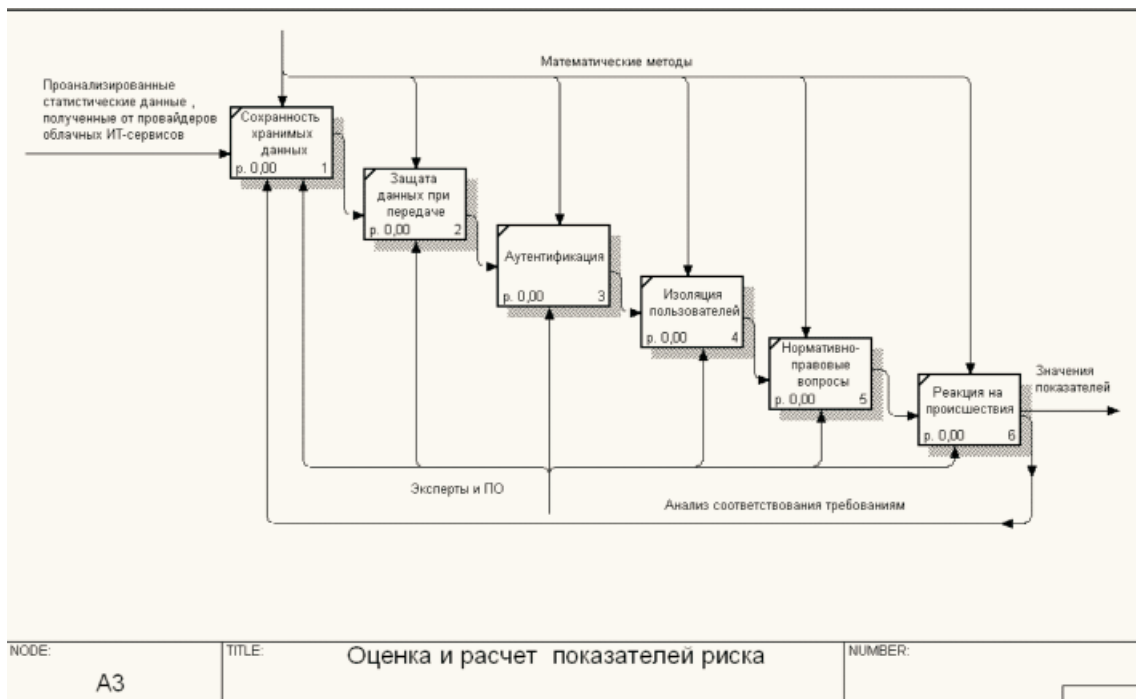 Математические методы
Проанализированные
статистические данные ,
полученные от провайдеров
облачных ИТ-сервисов
Сохранность
хранимых
данных
р. 0,00 1
Защата
данных при
передаче
р. 0,00 2
Аутентификация
р. 0,00 3
Изоляция
пользователей
р. 0,00 4
Нормативно-
правовые
вопросы
р. 0,00 5
Реакция на
происшествия
р. 0,00 6
Значения
показателей
Эксперты и ПО
Анализ соответствования требованиям
NODE:
A3
TITLE:
Оценка и расчет показателей риска
NUMBER: